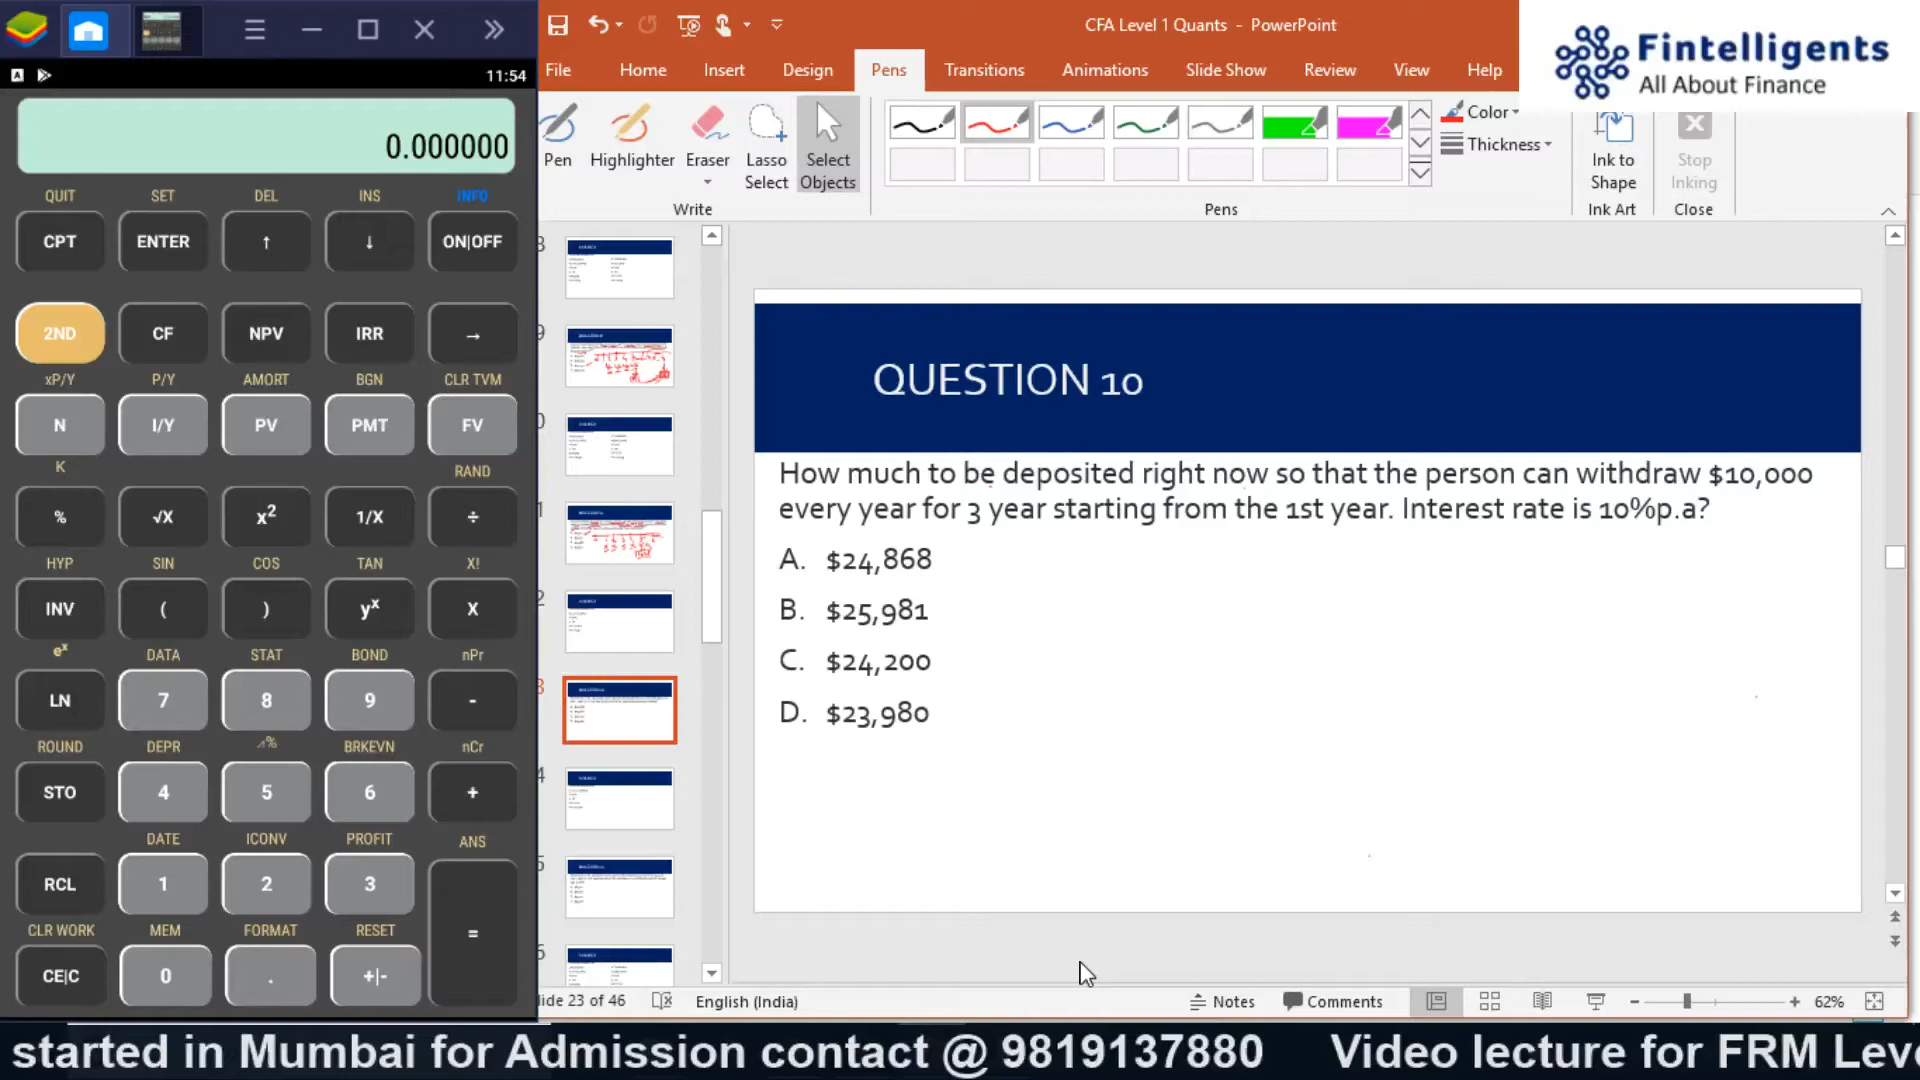 11:54
0.000000
QUIT SET DEL INS INFO
CPT ENTER ↑ ↓ ON|OFF
2ND CF NPV IRR →
xP/Y P/Y AMORT BGN CLR TVM
N I/Y PV PMT FV
K RAND
% √X x² 1/X ÷
HYP SIN COS TAN X!
INV ( ) yˣ X
eˣ DATA STAT BOND nPr
LN 7 8 9 -
ROUND DEPR ⊿% BRKEVN nCr
STO 4 5 6 +
DATE ICONV PROFIT ANS
RCL 1 2 3
CLR WORK MEM FORMAT RESET
=
CE|C 0 . +|-
CFA Level 1 Quants - PowerPoint
File Home Insert Design Pens Transitions Animations Slide Show Review View Help
Fintelligents
All About Finance
Pen Highlighter Eraser Lasso Select Select Objects
Color
Thickness
Ink to Shape
Stop Inking
Write Pens Ink Art Close
QUESTION 10
How much to be deposited right now so that the person can withdraw $10,000
every year for 3 year starting from the 1st year. Interest rate is 10%p.a?
A. $24,868
B. $25,981
C. $24,200
D. $23,980
lide 23 of 46 English (India) Notes Comments 62%
started in Mumbai for Admission contact @ 9819137880 Video lecture for FRM Leve